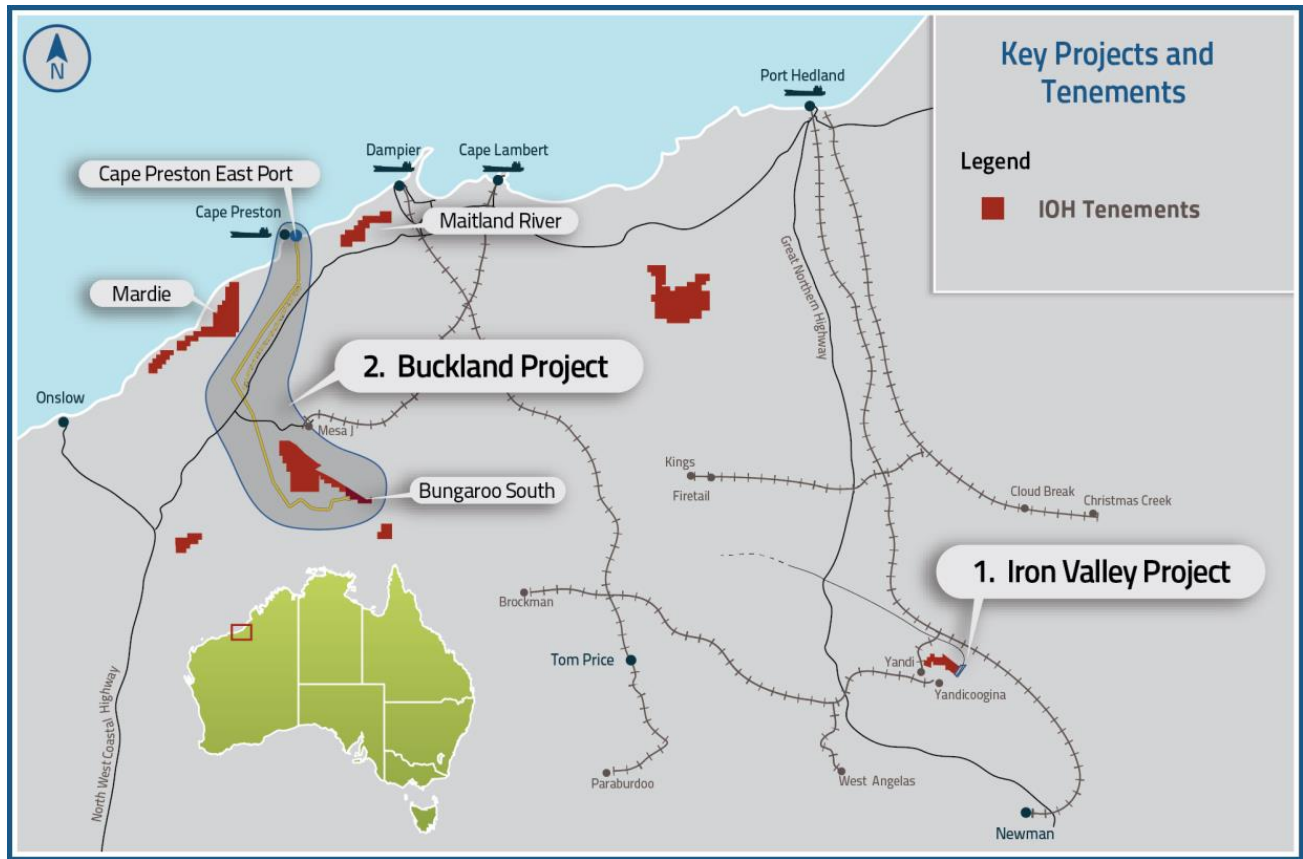 N
Key Projects and
Tenements
Legend
IOH Tenements
Port Hedland
Dampier
Cape Lambert
Cape Preston East Port
Cape Preston
Maitland River
Mardie
Great Northern Highway
2. Buckland Project
Onslow
Mesa J
Kings
Firetail
Bungaroo South
Cloud Break
Christmas Creek
1. Iron Valley Project
Brockman
Tom Price
Yandi
Yandicoogina
North West Coastal Highway
Paraburdoo
West Angelas
Newman